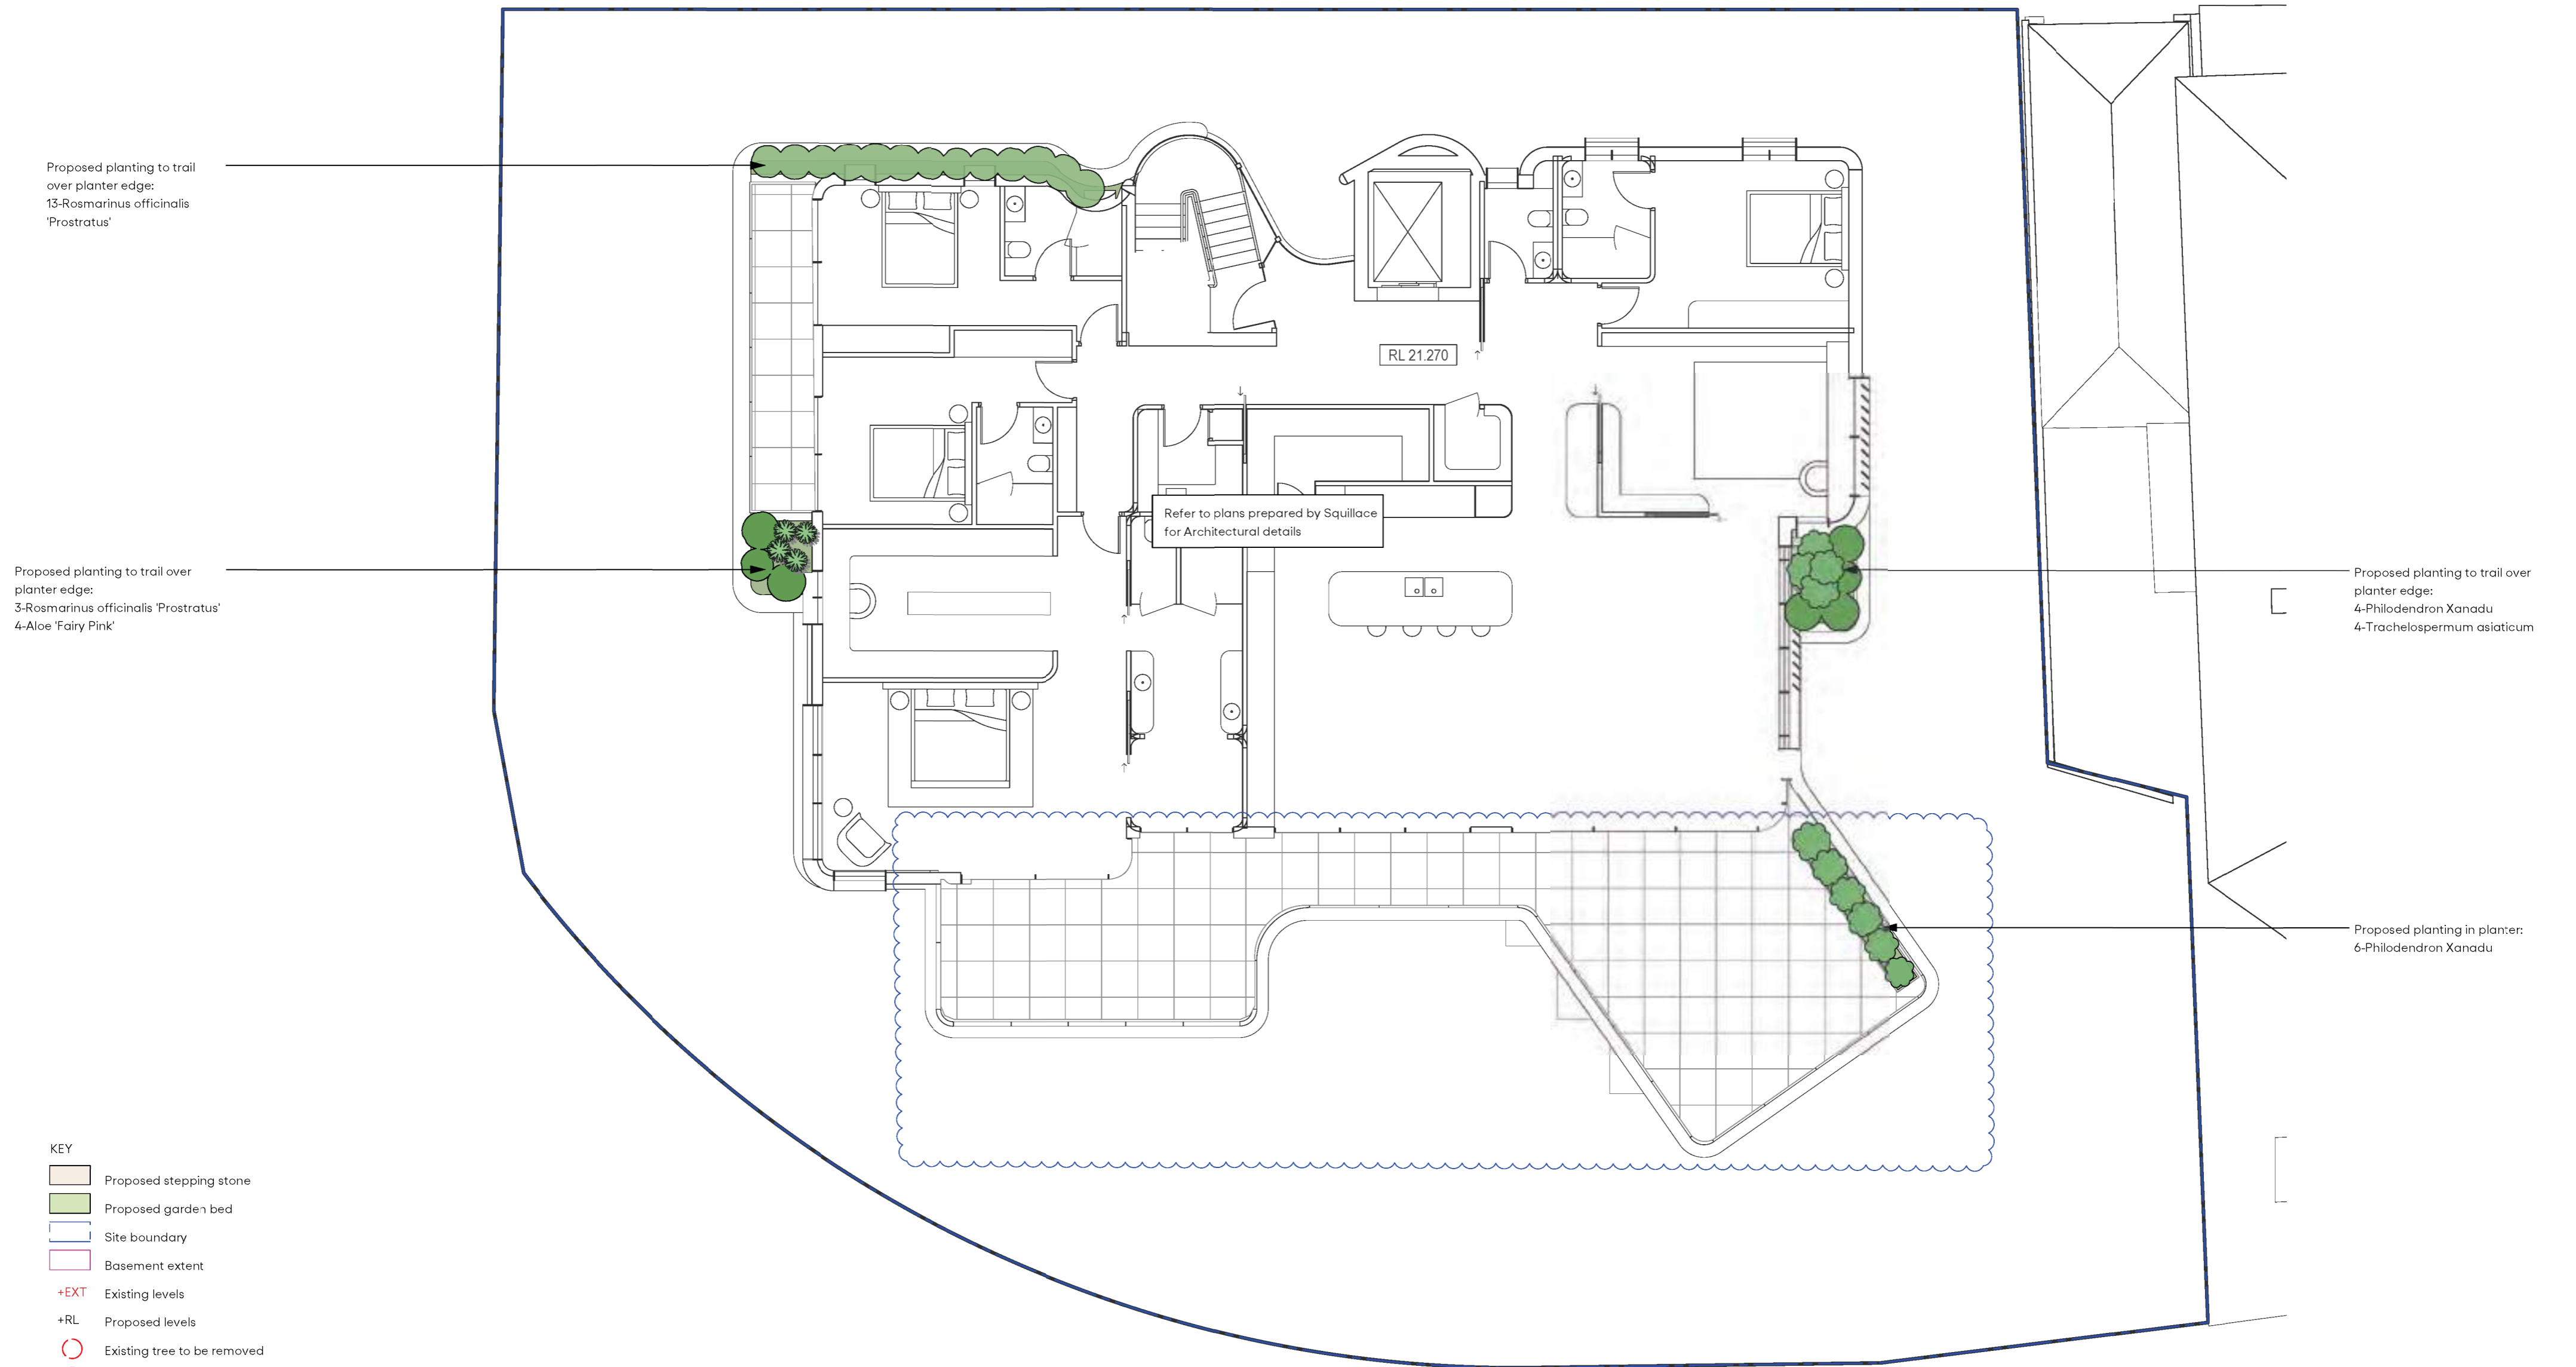 Proposed planting to trail
over planter edge:
13-Rosmarinus officinalis
'Prostratus'
RL 21.270
Refer to plans prepared by Squillace
for Architectural details
Proposed planting to trail over
planter edge:
3-Rosmarinus officinalis 'Prostratus'
4-Aloe 'Fairy Pink'
Proposed planting to trail over
planter edge:
4-Philodendron Xanadu
4-Trachelospermum asiaticum
Proposed planting in planter:
6-Philodendron Xanadu
KEY
Proposed stepping stone
Proposed garden bed
Site boundary
Basement extent
+EXT Existing levels
+RL Proposed levels
Existing tree to be removed